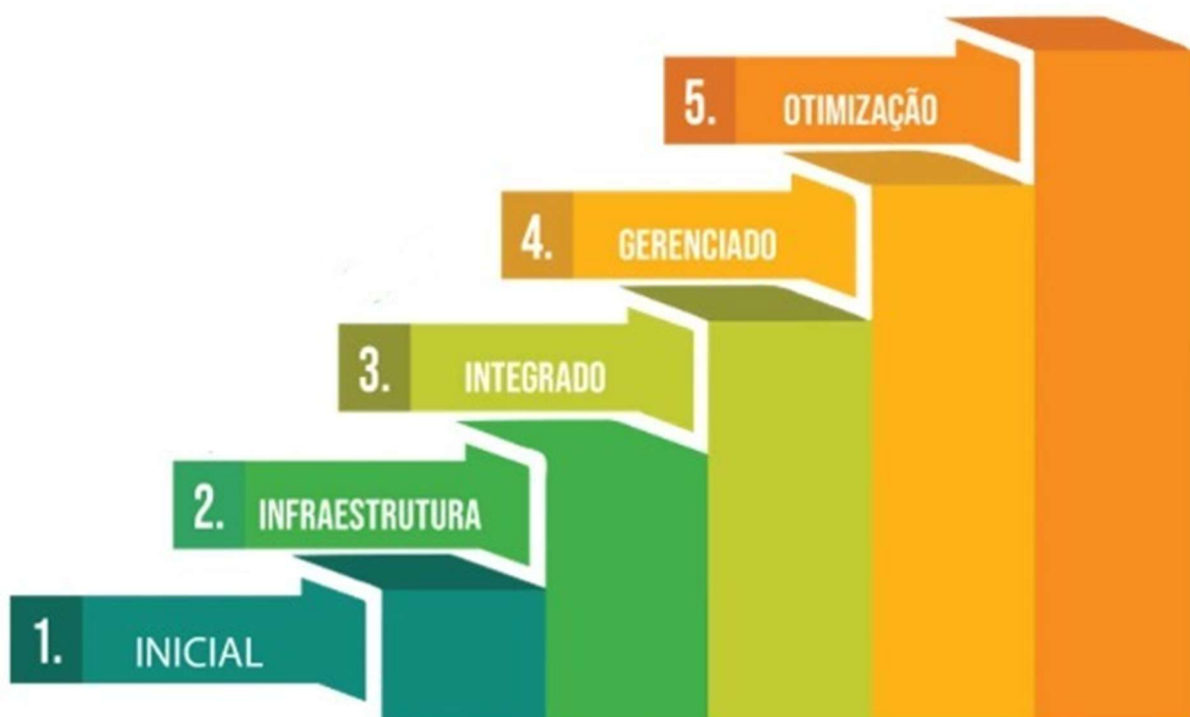 5. OTIMIZAÇÃO
4. GERENCIADO
3. INTEGRADO
2. INFRAESTRUTURA
1. INICIAL